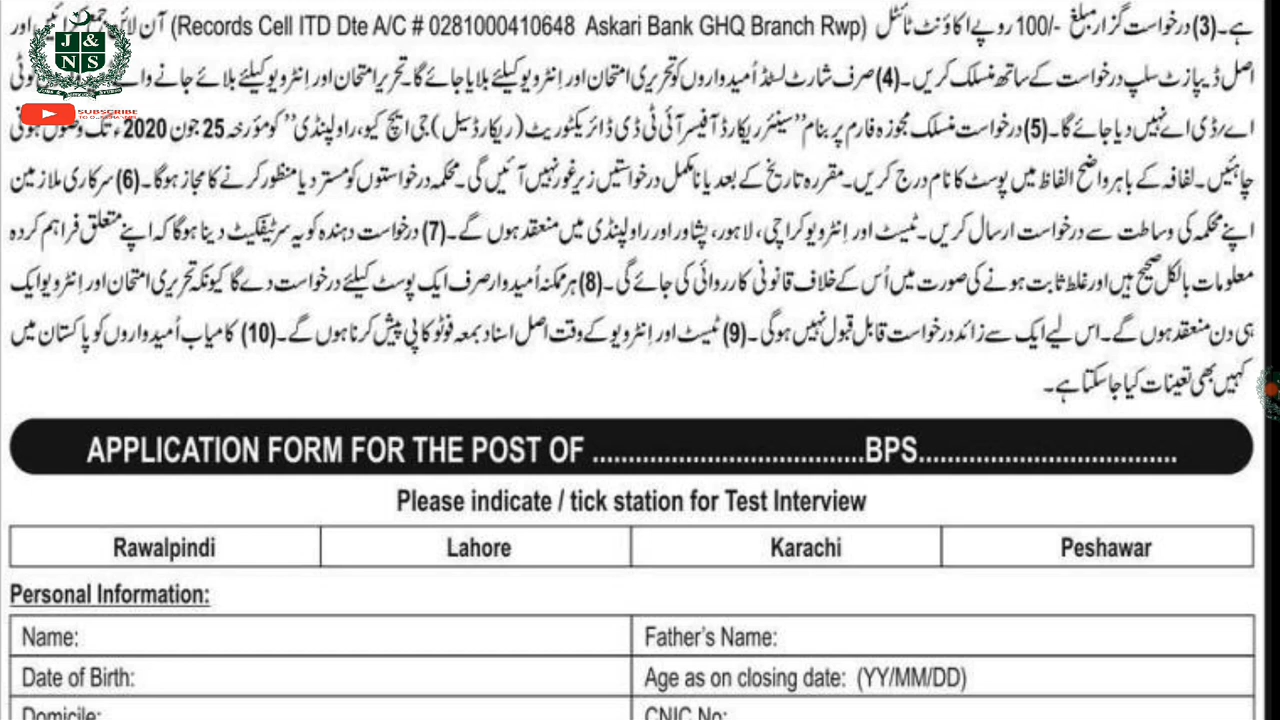 ہے۔(3) درخواست گزار مبلغ -/100 روپے اکاؤنٹ ٹائٹل (Records Cell ITD Dte A/C # 0281000410648 Askari Bank GHQ Branch Rwp) آن لائن اور
اصل ڈیپازٹ سلپ درخواست کے ساتھ منسلک کریں۔(4) صرف شارٹ لسٹڈ اُمیدواروں کو تحریری امتحان اور انٹرویو کیلئے بلایا جائے گا۔ تحریر امتحان اور انٹرویو کیلئے بلائے جانے
اے/ڈی اے نہیں دیا جائے گا۔(5) درخواست منسلک مجوزہ فارم پر بنام "سینئر ریکارڈ آفیسر آئی ٹی ڈی ڈائریکٹوریٹ (ریکارڈ سیل) جی ایچ کیو، راولپنڈی" کو مؤرخہ 25 جون 2020ء تک ہونی
چاہئیں۔ لفافہ کے باہر واضح الفاظ میں پوسٹ کا نام درج کریں۔ مقررہ تاریخ کے بعد یا نامکمل درخواستیں زیر غور نہیں آئیں گی۔ محکمہ درخواستوں کو مسترد یا منظور کرنے کا مجاز ہوگا۔(6) سرکاری ملازمین
اپنے محکمہ کی وساطت سے درخواست ارسال کریں۔ ٹیسٹ اور اِنٹرویو کراچی، لاہور، پشاور اور راولپنڈی میں منعقد ہوں گے۔(7) درخواست دہندہ کو یہ سرٹیفکیٹ دینا ہوگا کہ اپنے متعلق فراہم کردہ
معلومات بالکل صحیح ہیں اور غلط ثابت ہونے کی صورت میں اُس کے خلاف قانونی کارروائی کی جائے گی۔(8) ہر ممکنہ اُمیدوار صرف ایک پوسٹ کیلئے درخواست دے گا کیونکہ تحریری امتحان اور اِنٹرویو ایک
ہی دن منعقد ہوں گے۔ اس لیے ایک سے زائد درخواست قابل قبول نہیں ہوگی۔(9) ٹیسٹ اور اِنٹرویو کے وقت اصل اسناد بمعہ فوٹو کاپی پیش کرنا ہوں گے۔(10) کامیاب اُمیدواروں کو پاکستان میں
کہیں بھی تعینات کیا جاسکتا ہے۔
J & N S
SUBSCRIBE
APPLICATION FORM FOR THE POST OF ......................................BPS....................................
Please indicate / tick station for Test Interview
Rawalpindi Lahore Karachi Peshawar
Personal Information:
Name: Father's Name:
Date of Birth: Age as on closing date: (YY/MM/DD)
Domicile: CNIC No: